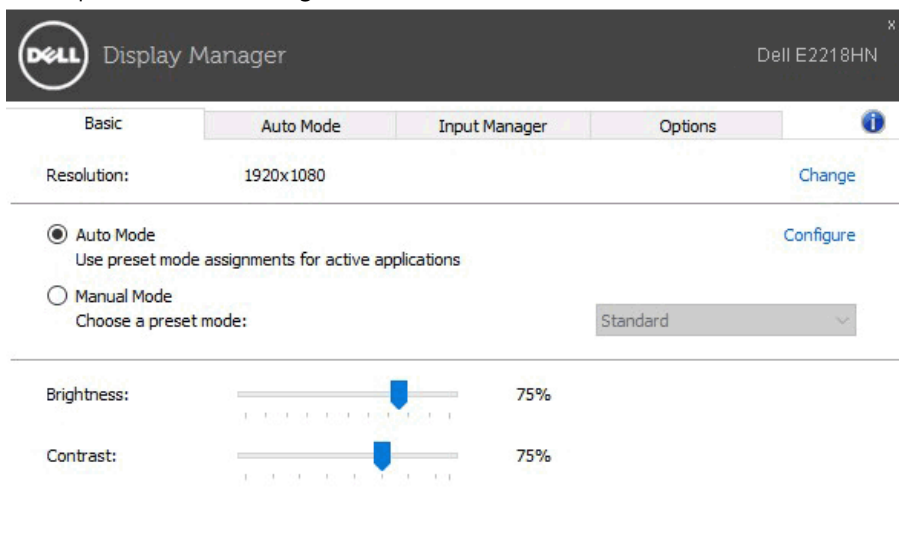 DELL Display Manager
x
Dell E2218HN
Basic Auto Mode Input Manager Options i
Resolution: 1920x1080 Change
Auto Mode Configure
Use preset mode assignments for active applications
Manual Mode
Choose a preset mode: Standard
Brightness: 75%
Contrast: 75%